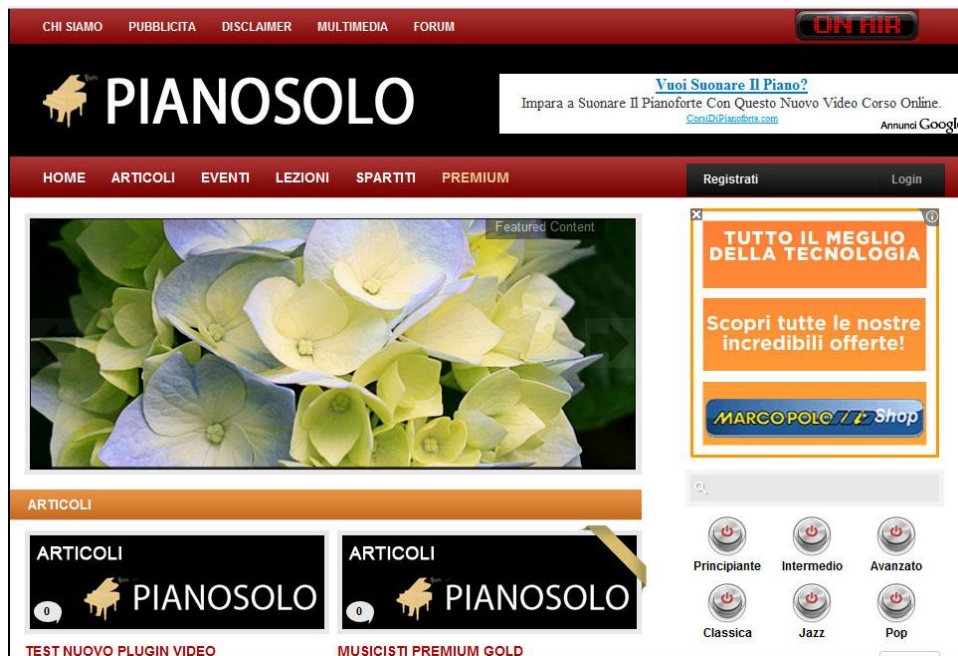 CHI SIAMO PUBBLICITA DISCLAIMER MULTIMEDIA FORUM
ON AIR
PIANOSOLO
Vuoi Suonare Il Piano?
Impara a Suonare Il Pianoforte Con Questo Nuovo Video Corso Online.
CorsiDiPianoforte.com
Annunci Google
HOME ARTICOLI EVENTI LEZIONI SPARTITI PREMIUM
Registrati Login
Featured Content
TUTTO IL MEGLIO
DELLA TECNOLOGIA
Scopri tutte le nostre
incredibili offerte!
MARCOPOLO Shop
ARTICOLI
ARTICOLI
PIANOSOLO
0
TEST NUOVO PLUGIN VIDEO
ARTICOLI
PIANOSOLO
0
MUSICISTI PREMIUM GOLD
Principiante Intermedio Avanzato
Classica Jazz Pop